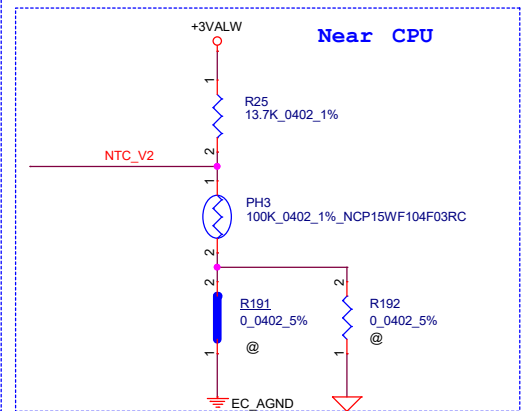 +3VALW
Near CPU
1
R25
13.7K_0402_1%
2
NTC_V2
1
PH3
100K_0402_1%_NCP15WF104F03RC
2
2
2
R191
0_0402_5%
@
R192
0_0402_5%
@
1
1
EC_AGND